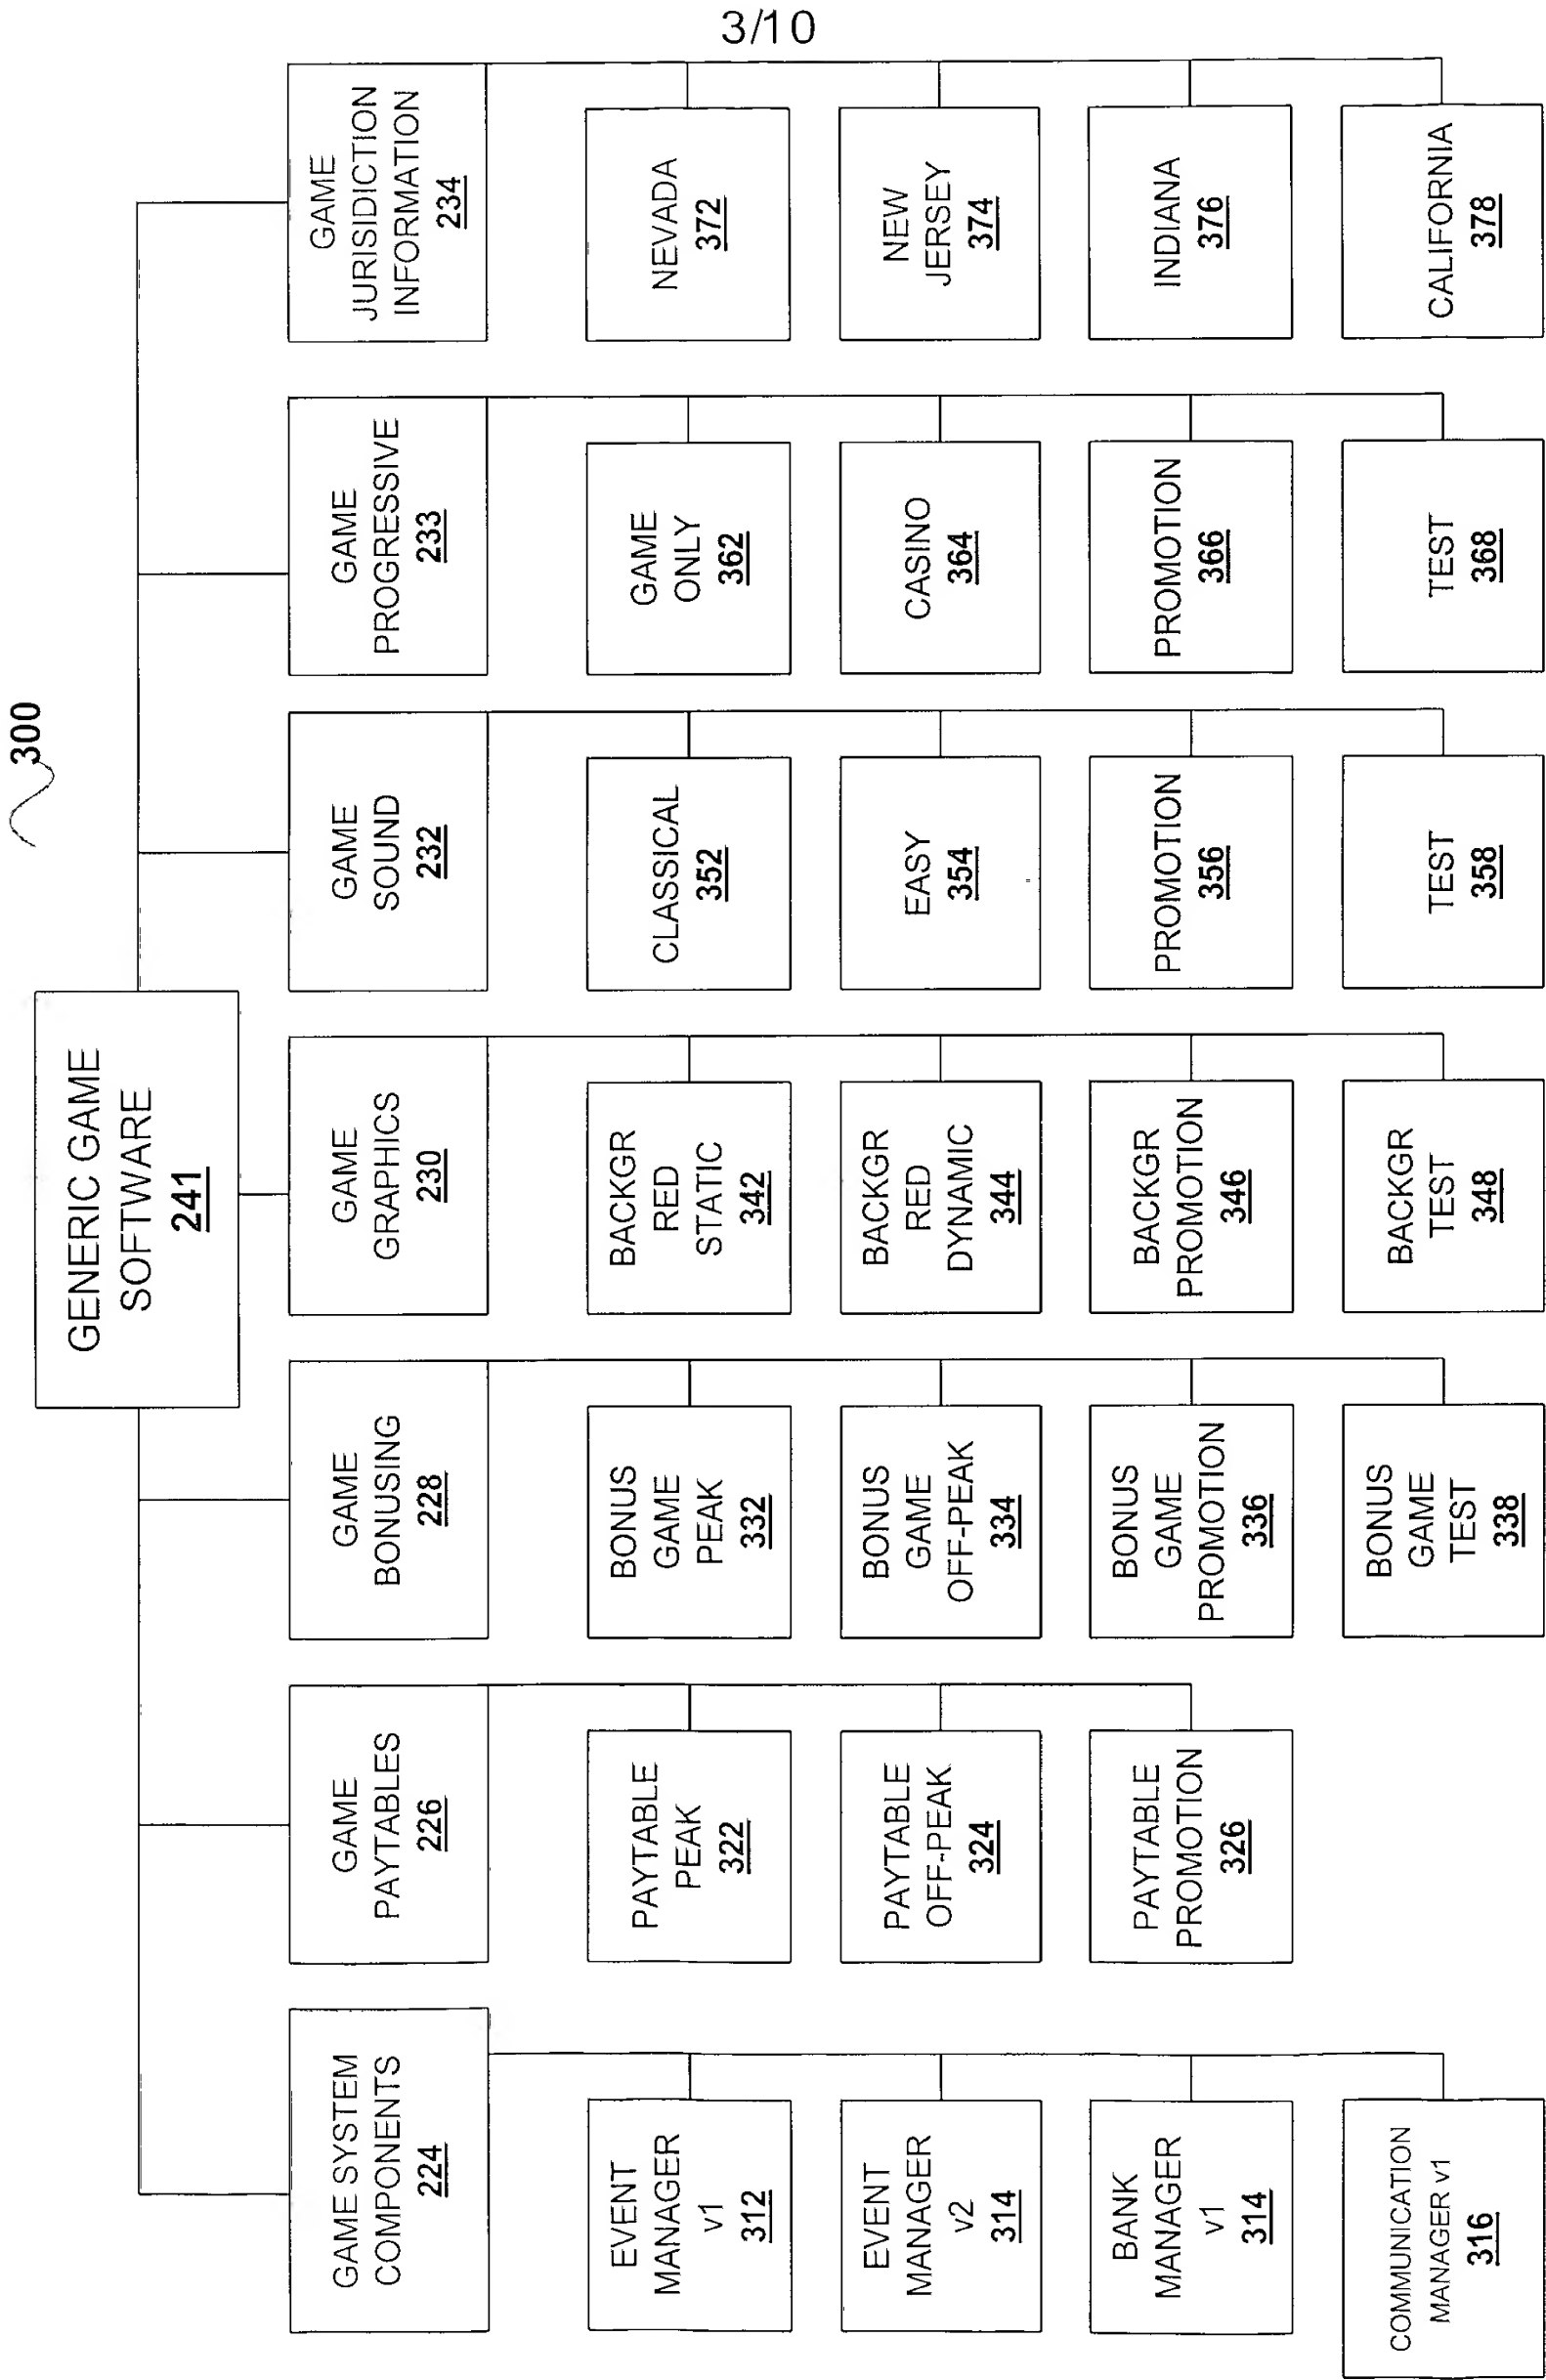 3/10
300
GENERIC GAME
SOFTWARE
241
GAME SYSTEM
COMPONENTS
224
EVENT
MANAGER
v1
312
EVENT
MANAGER
v2
314
BANK
MANAGER
v1
314
COMMUNICATION
MANAGER v1
316
GAME
PAYTABLES
226
PAYTABLE
PEAK
322
PAYTABLE
OFF-PEAK
324
PAYTABLE
PROMOTION
326
GAME
BONUSING
228
BONUS
GAME
PEAK
332
BONUS
GAME
OFF-PEAK
334
BONUS
GAME
PROMOTION
336
BONUS
GAME
TEST
338
GAME
GRAPHICS
230
BACKGR
RED
STATIC
342
BACKGR
RED
DYNAMIC
344
BACKGR
PROMOTION
346
BACKGR
TEST
348
GAME
SOUND
232
CLASSICAL
352
EASY
354
PROMOTION
356
TEST
358
GAME
PROGRESSIVE
233
GAME
ONLY
362
CASINO
364
PROMOTION
366
TEST
368
GAME
JURISIDICTION
INFORMATION
234
NEVADA
372
NEW
JERSEY
374
INDIANA
376
CALIFORNIA
378